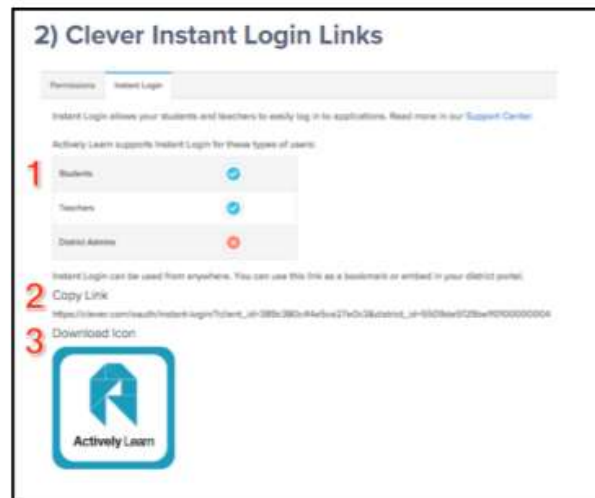 2) Clever Instant Login Links
Permissions Instant Login
Instant Login allows your students and teachers to easily log in to applications. Read more in our Support Center.
Actively Learn supports Instant Login for these types of users:
1
Students
Teachers
District Admins
Instant Login can be used from anywhere. You can use this link as a bookmark or embed in your district portal.
2 Copy Link
3 Download Icon
Actively Learn